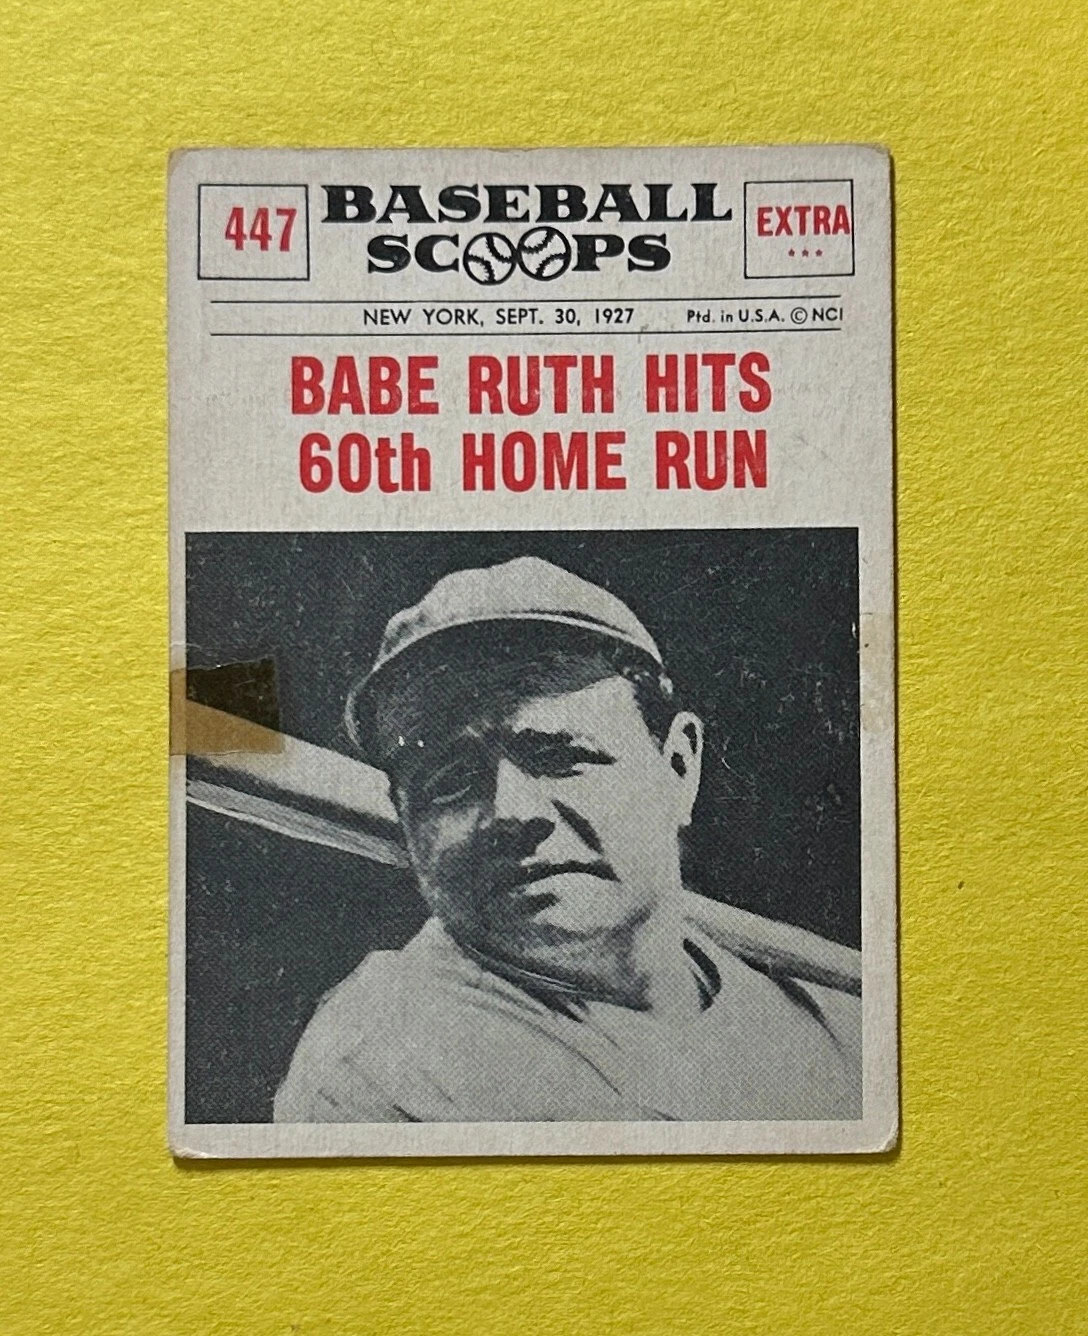 447
BASEBALL
SCOOPS
EXTRA
***
NEW YORK, SEPT. 30, 1927 Ptd. in U.S.A. © NCI
BABE RUTH HITS
60th HOME RUN